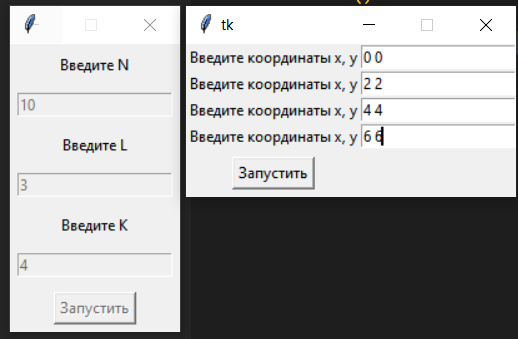 Введите N
10
Введите L
3
Введите K
4
Запустить
tk
Введите координаты x, y 0 0
Введите координаты x, y 2 2
Введите координаты x, y 4 4
Введите координаты x, y 6 6
Запустить